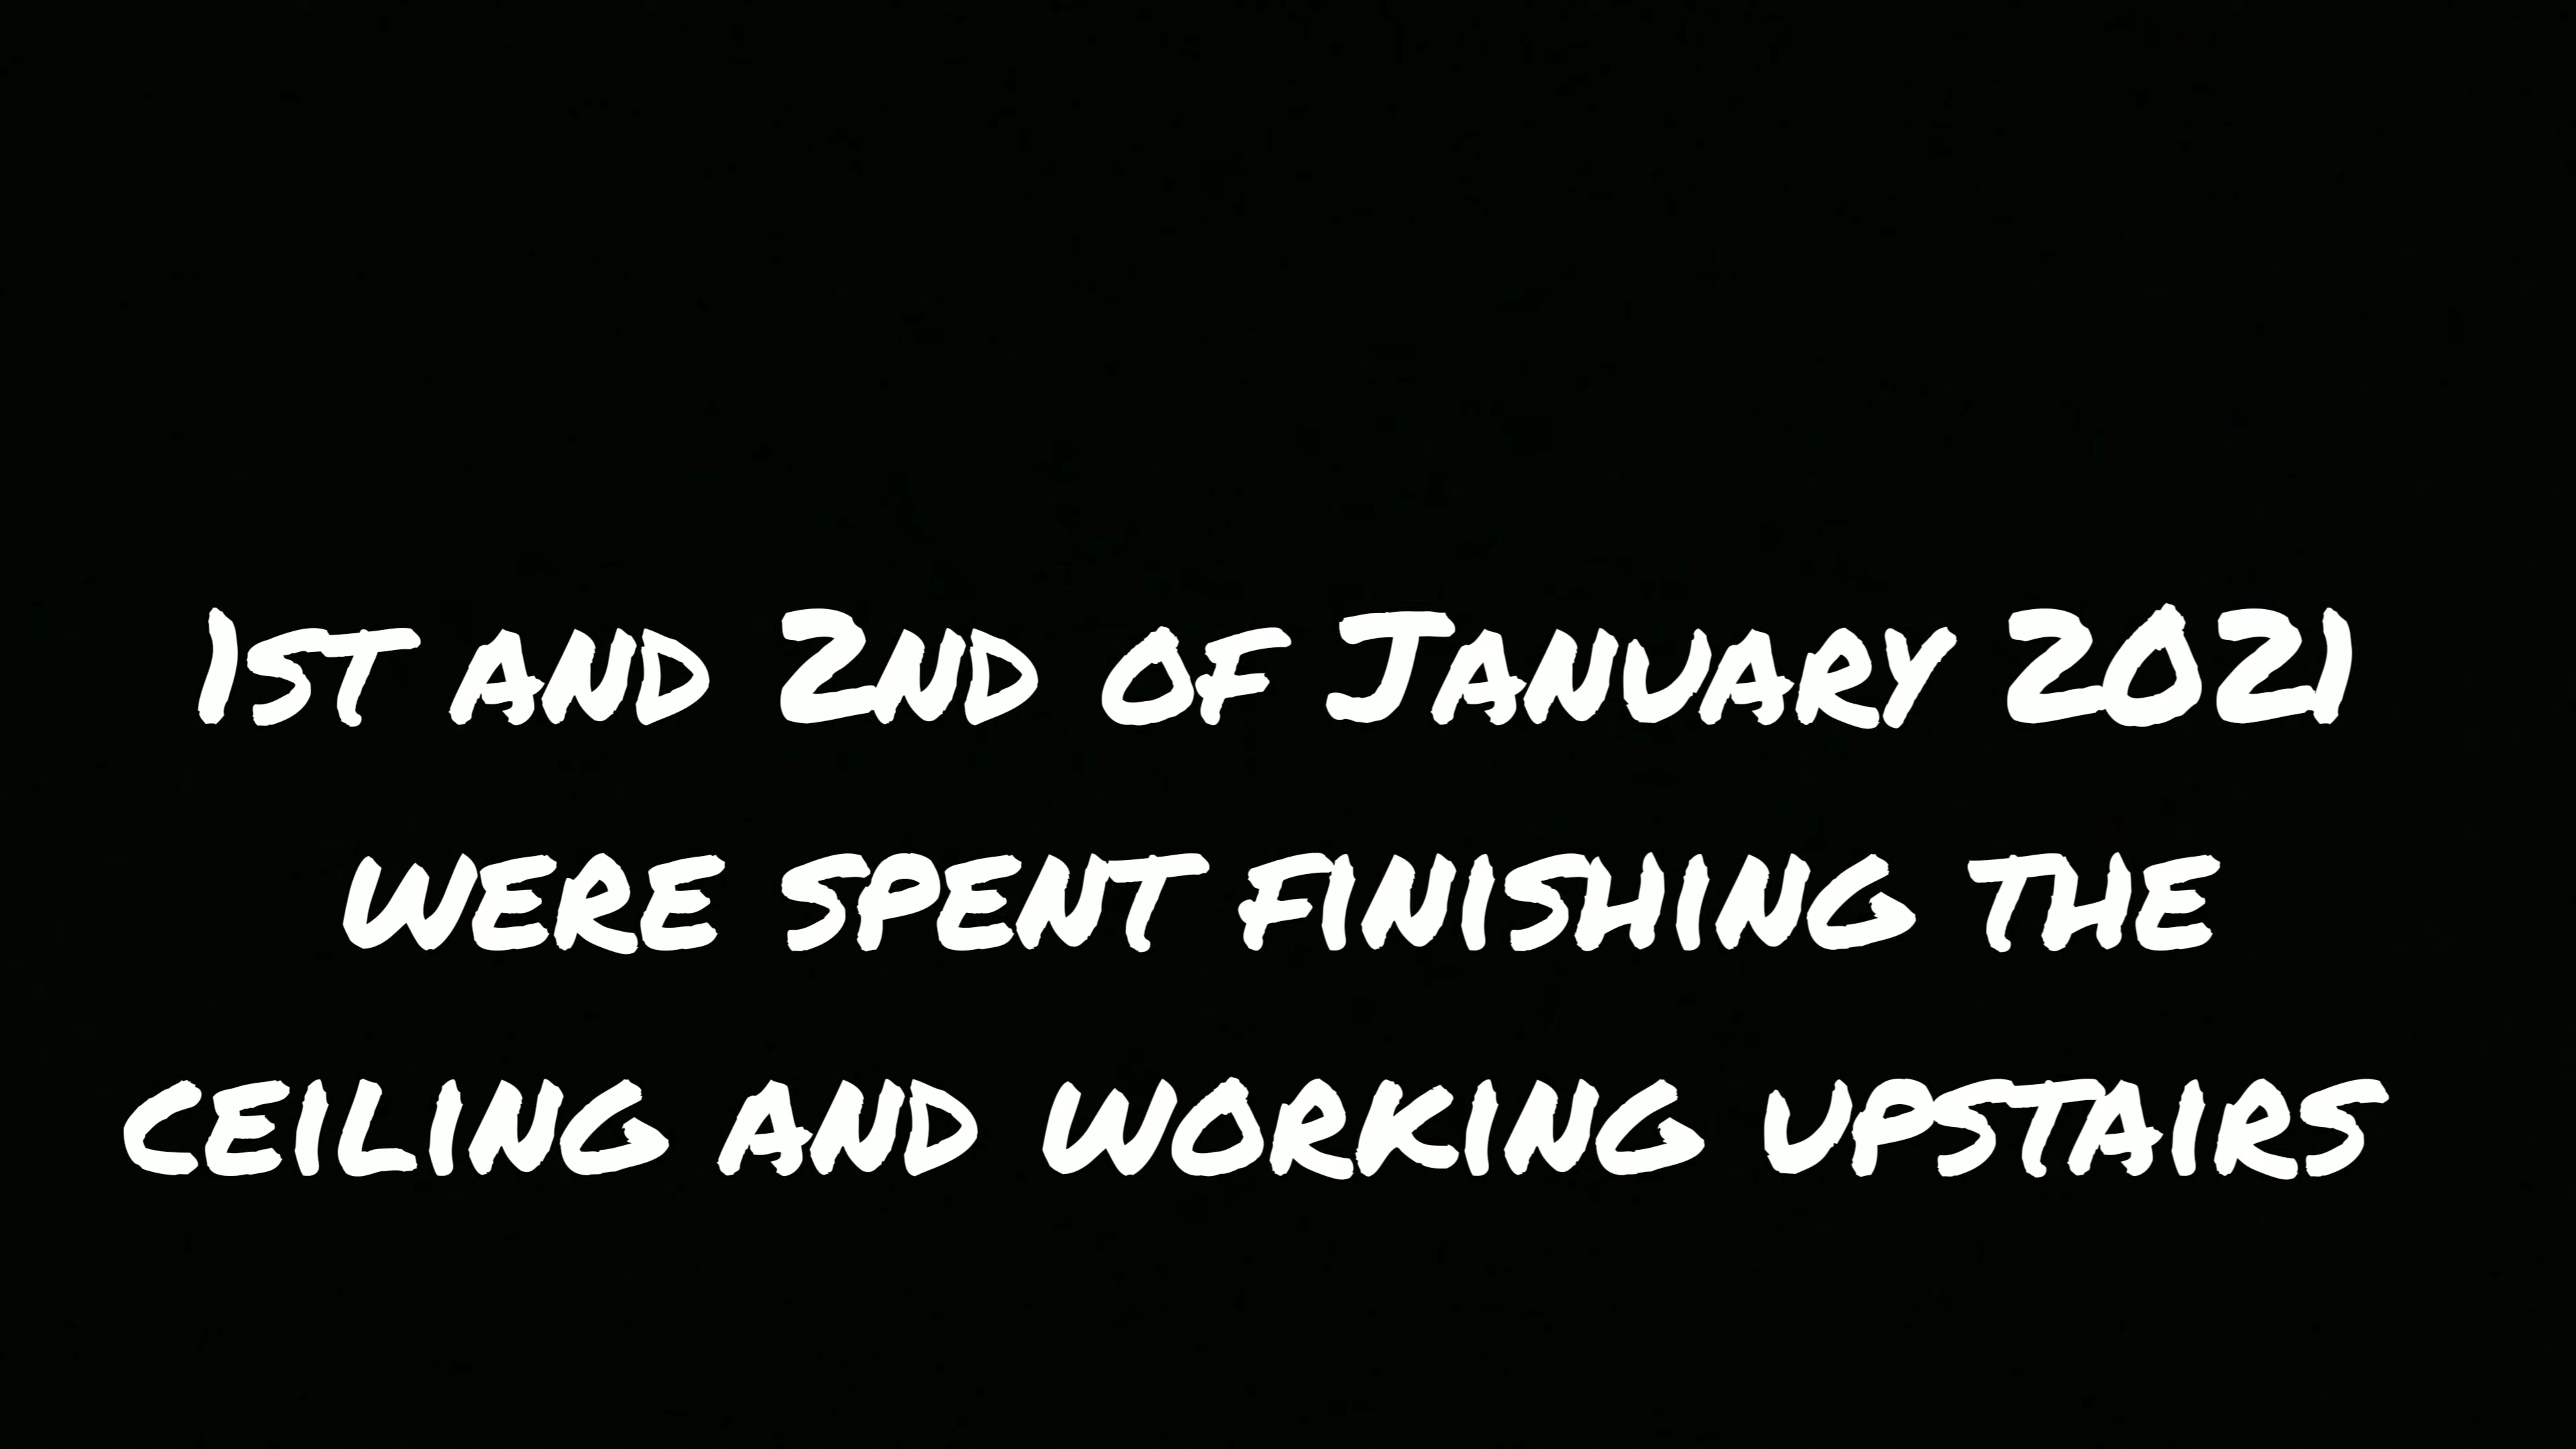 1st and 2nd of January 2021
were spent finishing the
ceiling and working upstairs